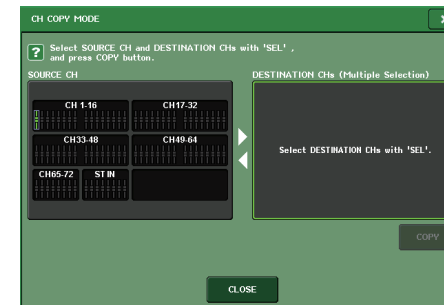 CH COPY MODE
Select SOURCE CH and DESTINATION CHs with 'SEL' ,
and press COPY button.
SOURCE CH
DESTINATION CHs (Multiple Selection)
CH 1-16
CH17-32
CH33-48
CH49-64
CH65-72
ST IN
Select DESTINATION CHs with 'SEL'.
COPY
CLOSE